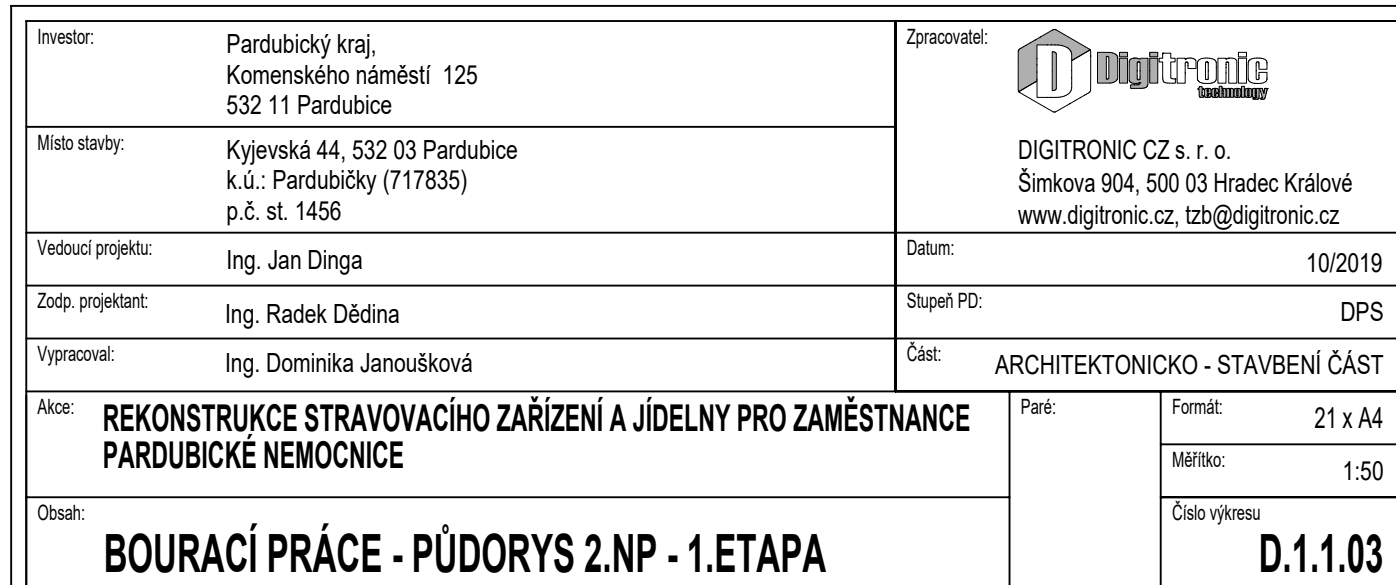 Investor:
Pardubický kraj,
Komenského náměstí 125
532 11 Pardubice
Zpracovatel:
D Digitronic
technology
DIGITRONIC CZ s. r. o.
Šimkova 904, 500 03 Hradec Králové
www.digitronic.cz, tzb@digitronic.cz
Místo stavby:
Kyjevská 44, 532 03 Pardubice
k.ú.: Pardubičky (717835)
p.č. st. 1456
Vedoucí projektu:
Ing. Jan Dinga
Datum:
10/2019
Zodp. projektant:
Ing. Radek Dědina
Stupeň PD:
DPS
Vypracoval:
Ing. Dominika Janoušková
Část:
ARCHITEKTONICKO - STAVBENÍ ČÁST
Akce:
REKONSTRUKCE STRAVOVACÍHO ZAŘÍZENÍ A JÍDELNY PRO ZAMĚSTNANCE
PARDUBICKÉ NEMOCNICE
Paré:
Formát:
21 x A4
Měřítko:
1:50
Obsah:
BOURACÍ PRÁCE - PŮDORYS 2.NP - 1.ETAPA
Číslo výkresu
D.1.1.03